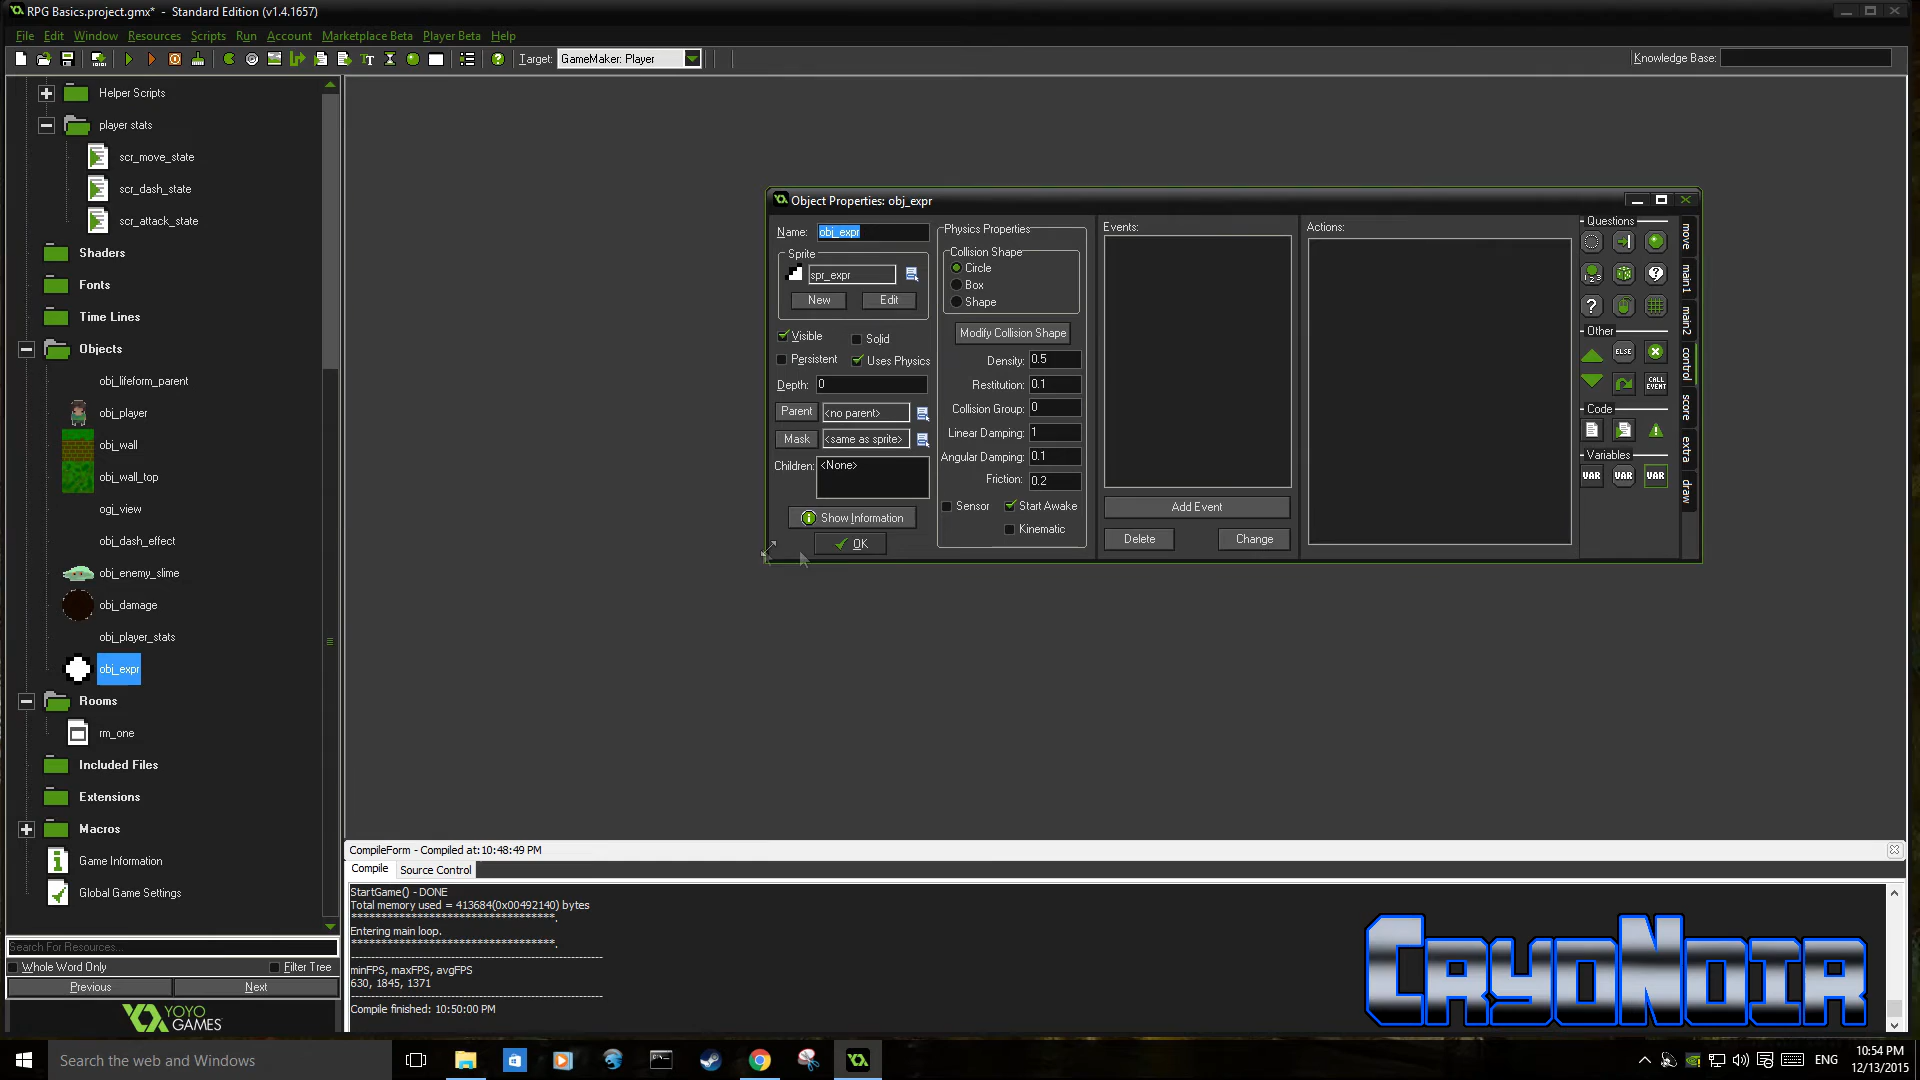 RPG Basics.project.gmx* - Standard Edition (v1.4.1657)
File Edit Window Resources Scripts Run Account Marketplace Beta Player Beta Help
Target: GameMaker: Player
Knowledge Base:
Helper Scripts
player stats
scr_move_state
scr_dash_state
scr_attack_state
Shaders
Fonts
Time Lines
Objects
obj_lifeform_parent
obj_player
obj_wall
obj_wall_top
ogj_view
obj_dash_effect
obj_enemy_slime
obj_damage
obj_player_stats
obj_expr
Rooms
rm_one
Included Files
Extensions
Macros
Game Information
Global Game Settings
Search For Resources...
Whole Word Only
Filter Tree
Previous
Next
YOYO
GAMES
Object Properties: obj_expr
Name: obj_expr
Sprite
spr_expr
New
Edit
Visible
Solid
Persistent
Uses Physics
Depth: 0
Parent <no parent>
Mask <same as sprite>
Children: <None>
Show Information
OK
Physics Properties
Collision Shape
Circle
Box
Shape
Modify Collision Shape
Density: 0.5
Restitution: 0.1
Collision Group: 0
Linear Damping: 1
Angular Damping: 0.1
Friction: 0.2
Sensor
Start Awake
Kinematic
Events:
Add Event
Delete
Change
Actions:
Questions
Other
ELSE
CALL EVENT
Code
Variables
VAR VAR VAR
move
main1
main2
control
score
extra
draw
CompileForm - Compiled at:10:48:49 PM
Compile
Source Control
StartGame() - DONE
Total memory used = 413684(0x00492140) bytes
**********************************.
Entering main loop.
**********************************.
minFPS, maxFPS, avgFPS
630, 1845, 1371
Compile finished: 10:50:00 PM
CryoNoir
Search the web and Windows
ENG
10:54 PM
12/13/2015